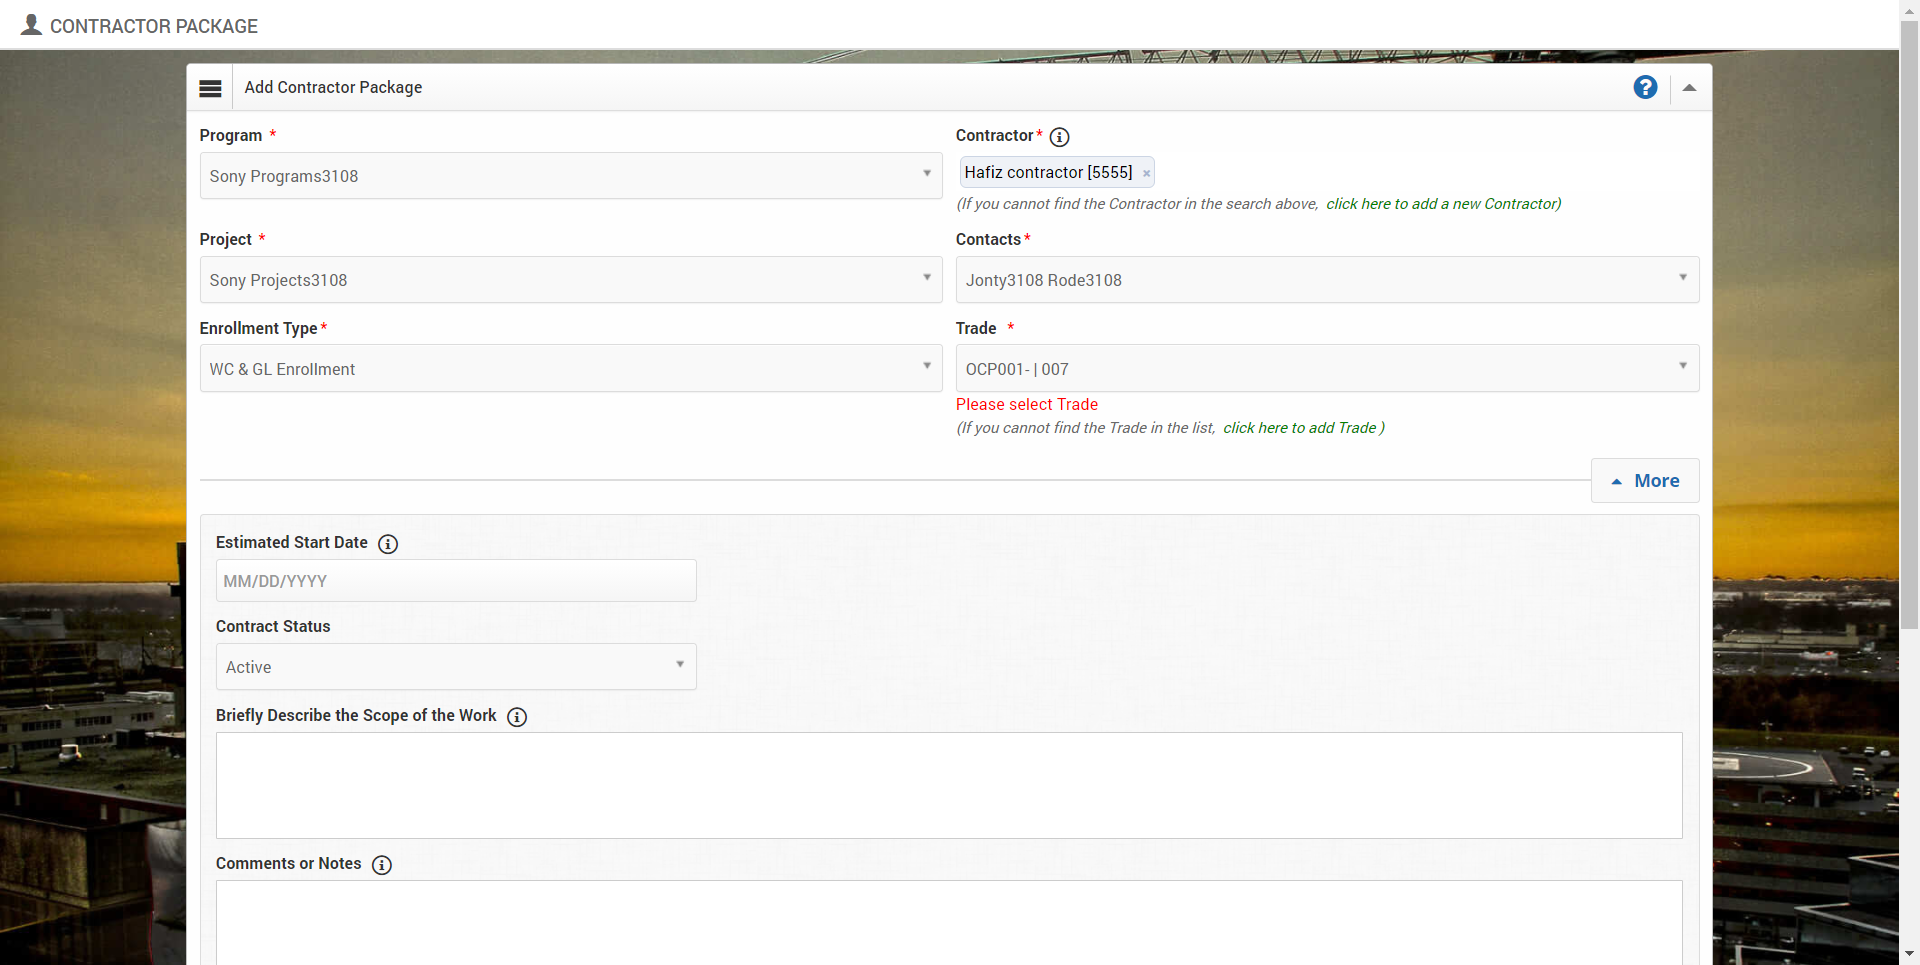 CONTRACTOR PACKAGE
Add Contractor Package
?
Program *
Sony Programs3108
Contractor* i
Hafiz contractor [5555] ×
(If you cannot find the Contractor in the search above, click here to add a new Contractor)
Project *
Sony Projects3108
Contacts*
Jonty3108 Rode3108
Enrollment Type*
WC & GL Enrollment
Trade *
OCP001- | 007
Please select Trade
(If you cannot find the Trade in the list, click here to add Trade )
More
Estimated Start Date i
MM/DD/YYYY
Contract Status
Active
Briefly Describe the Scope of the Work i
Comments or Notes i